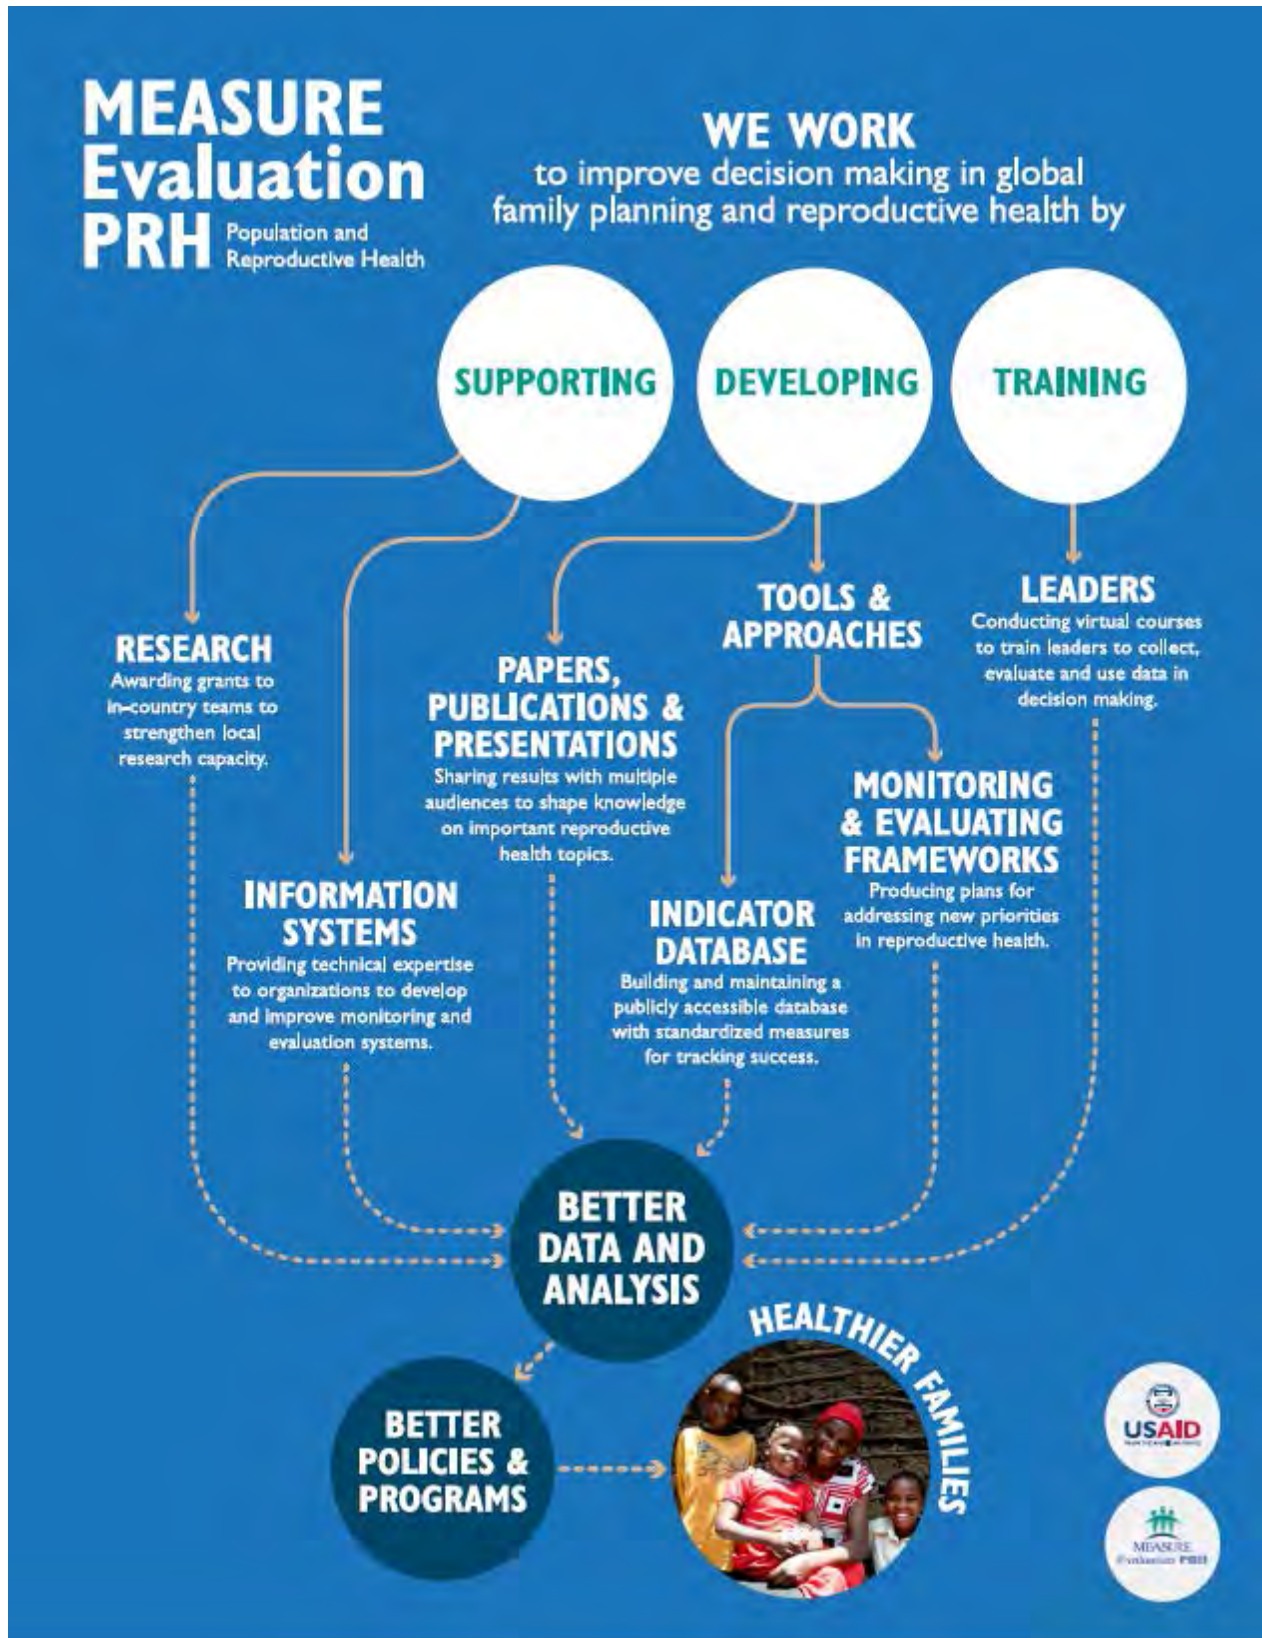 MEASURE
Evaluation
PRH
Population and
Reproductive Health
WE WORK
to improve decision making in global
family planning and reproductive health by
SUPPORTING
DEVELOPING
TRAINING
RESEARCH
Awarding grants to
in-country teams to
strengthen local
research capacity.
INFORMATION
SYSTEMS
Providing technical expertise
to organizations to develop
and improve monitoring and
evaluation systems.
PAPERS,
PUBLICATIONS &
PRESENTATIONS
Sharing results with multiple
audiences to shape knowledge
on important reproductive
health topics.
TOOLS &
APPROACHES
INDICATOR
DATABASE
Building and maintaining a
publicly accessible database
with standardized measures
for tracking success.
MONITORING
& EVALUATING
FRAMEWORKS
Producing plans for
addressing new priorities
in reproductive health.
LEADERS
Conducting virtual courses
to train leaders to collect,
evaluate and use data in
decision making.
BETTER
DATA AND
ANALYSIS
BETTER
POLICIES &
PROGRAMS
HEALTHIER FAMILIES
USAID
MEASURE
Evaluation PRH